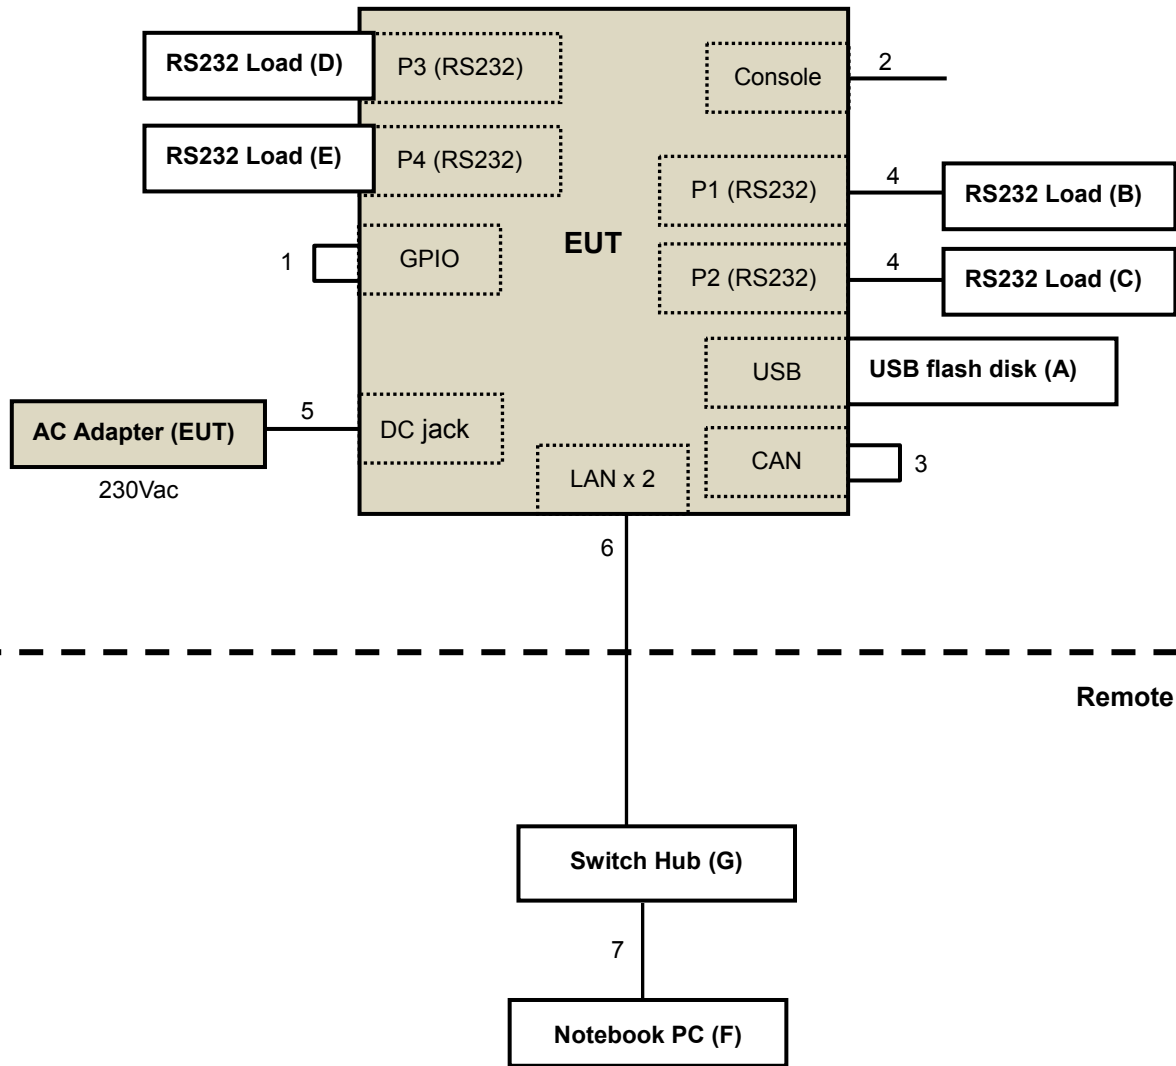 RS232 Load (D)
P3 (RS232)
Console
2
RS232 Load (E)
P4 (RS232)
P1 (RS232)
4
RS232 Load (B)
1
GPIO
EUT
P2 (RS232)
4
RS232 Load (C)
USB
USB flash disk (A)
AC Adapter (EUT)
5
DC jack
230Vac
LAN x 2
CAN
3
6
Remote
Switch Hub (G)
7
Notebook PC (F)